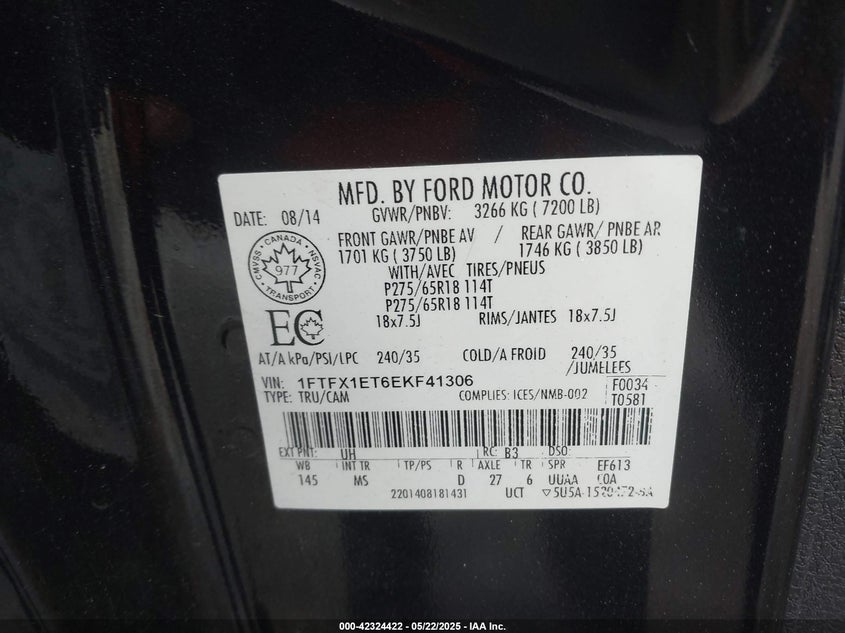 MFD. BY FORD MOTOR CO.
DATE: 08/14
GVWR/PNBV: 3266 KG ( 7200 LB)
FRONT GAWR/PNBE AV / REAR GAWR/ PNBE AR
1701 KG ( 3750 LB) 1746 KG ( 3850 LB)
WITH/AVEC TIRES/PNEUS
P275/65R18 114T
P275/65R18 114T
18x7.5J RIMS/JANTES 18x7.5J
CANADA
CMVSS NSVAC
977
TRANSPORT
EC
AT/A kPa/PSI/LPC 240/35 COLD/A FROID 240/35
/JUMELEES
VIN: 1FTFX1ET6EKF41306
F0034
TYPE: TRU/CAM COMPLIES: ICES/NMB-002
T0581
EXT PNT: UH RC: B3 DSO:
WB INT TR TP/PS R AXLE TR SPR EF613
145 MS D 27 6 UUAA
2201408181431 UCT
000-42324422 - 05/22/2025 - IAA Inc.